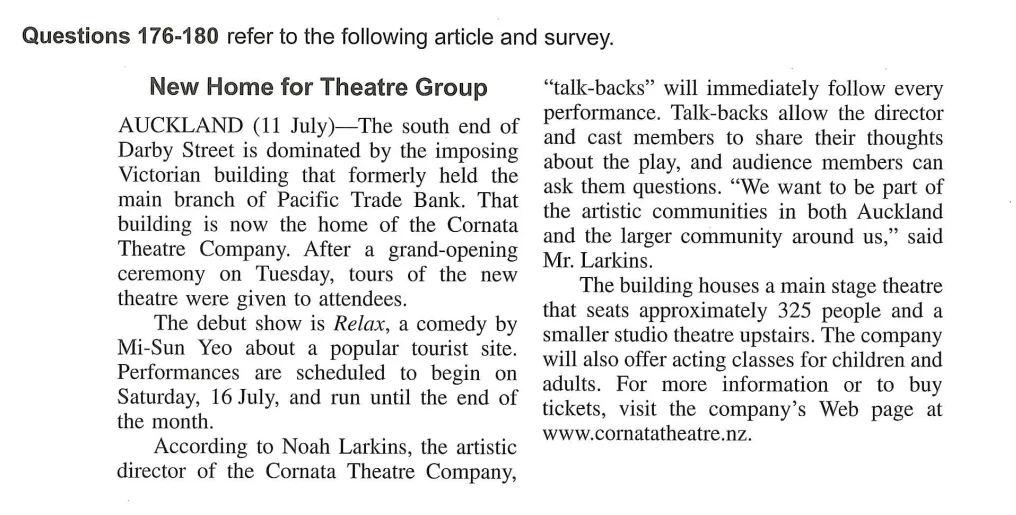 Questions 176-180 refer to the following article and survey.
New Home for Theatre Group
AUCKLAND (11 July)—The south end of
Darby Street is dominated by the imposing
Victorian building that formerly held the
main branch of Pacific Trade Bank. That
building is now the home of the Cornata
Theatre Company. After a grand-opening
ceremony on Tuesday, tours of the new
theatre were given to attendees.
The debut show is Relax, a comedy by
Mi-Sun Yeo about a popular tourist site.
Performances are scheduled to begin on
Saturday, 16 July, and run until the end of
the month.
According to Noah Larkins, the artistic
director of the Cornata Theatre Company,
“talk-backs” will immediately follow every
performance. Talk-backs allow the director
and cast members to share their thoughts
about the play, and audience members can
ask them questions. “We want to be part of
the artistic communities in both Auckland
and the larger community around us,” said
Mr. Larkins.
The building houses a main stage theatre
that seats approximately 325 people and a
smaller studio theatre upstairs. The company
will also offer acting classes for children and
adults. For more information or to buy
tickets, visit the company’s Web page at
www.cornatatheatre.nz.